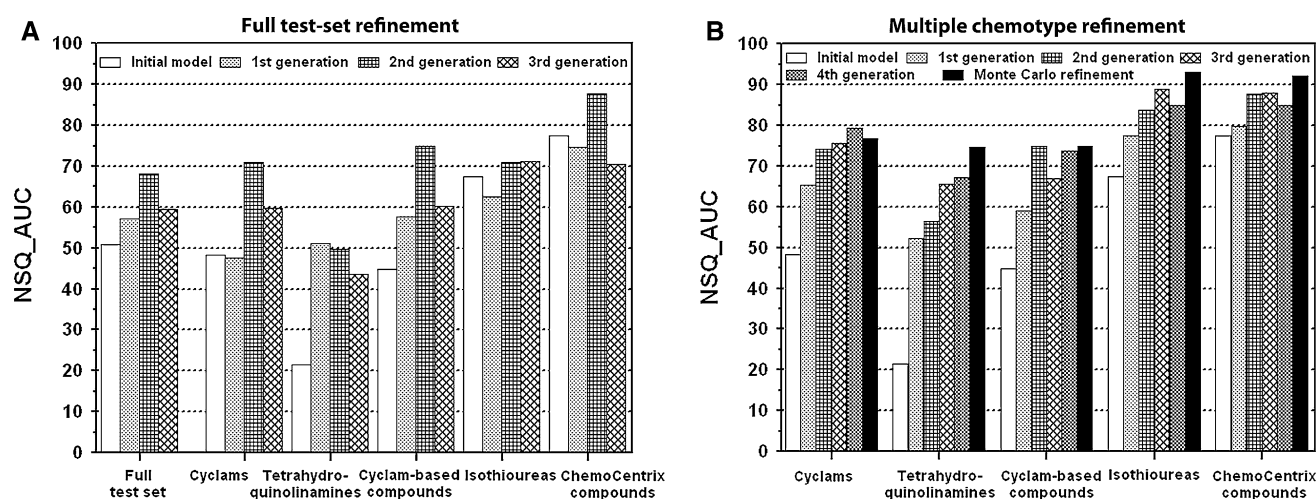 A
Full test-set refinement
100
90
80
70
60
50
40
30
20
10
0
NSQ_AUC
Initial model
1st generation
2nd generation
3rd generation
Full
test set
Cyclams
Tetrahydro-
quinolinamines
Cyclam-based
compounds
Isothioureas
ChemoCentrix
compounds
B
Multiple chemotype refinement
100
90
80
70
60
50
40
30
20
10
0
NSQ_AUC
Initial model
1st generation
2nd generation
3rd generation
4th generation
Monte Carlo refinement
Cyclams
Tetrahydro-
quinolinamines
Cyclam-based
compounds
Isothioureas
ChemoCentrix
compounds